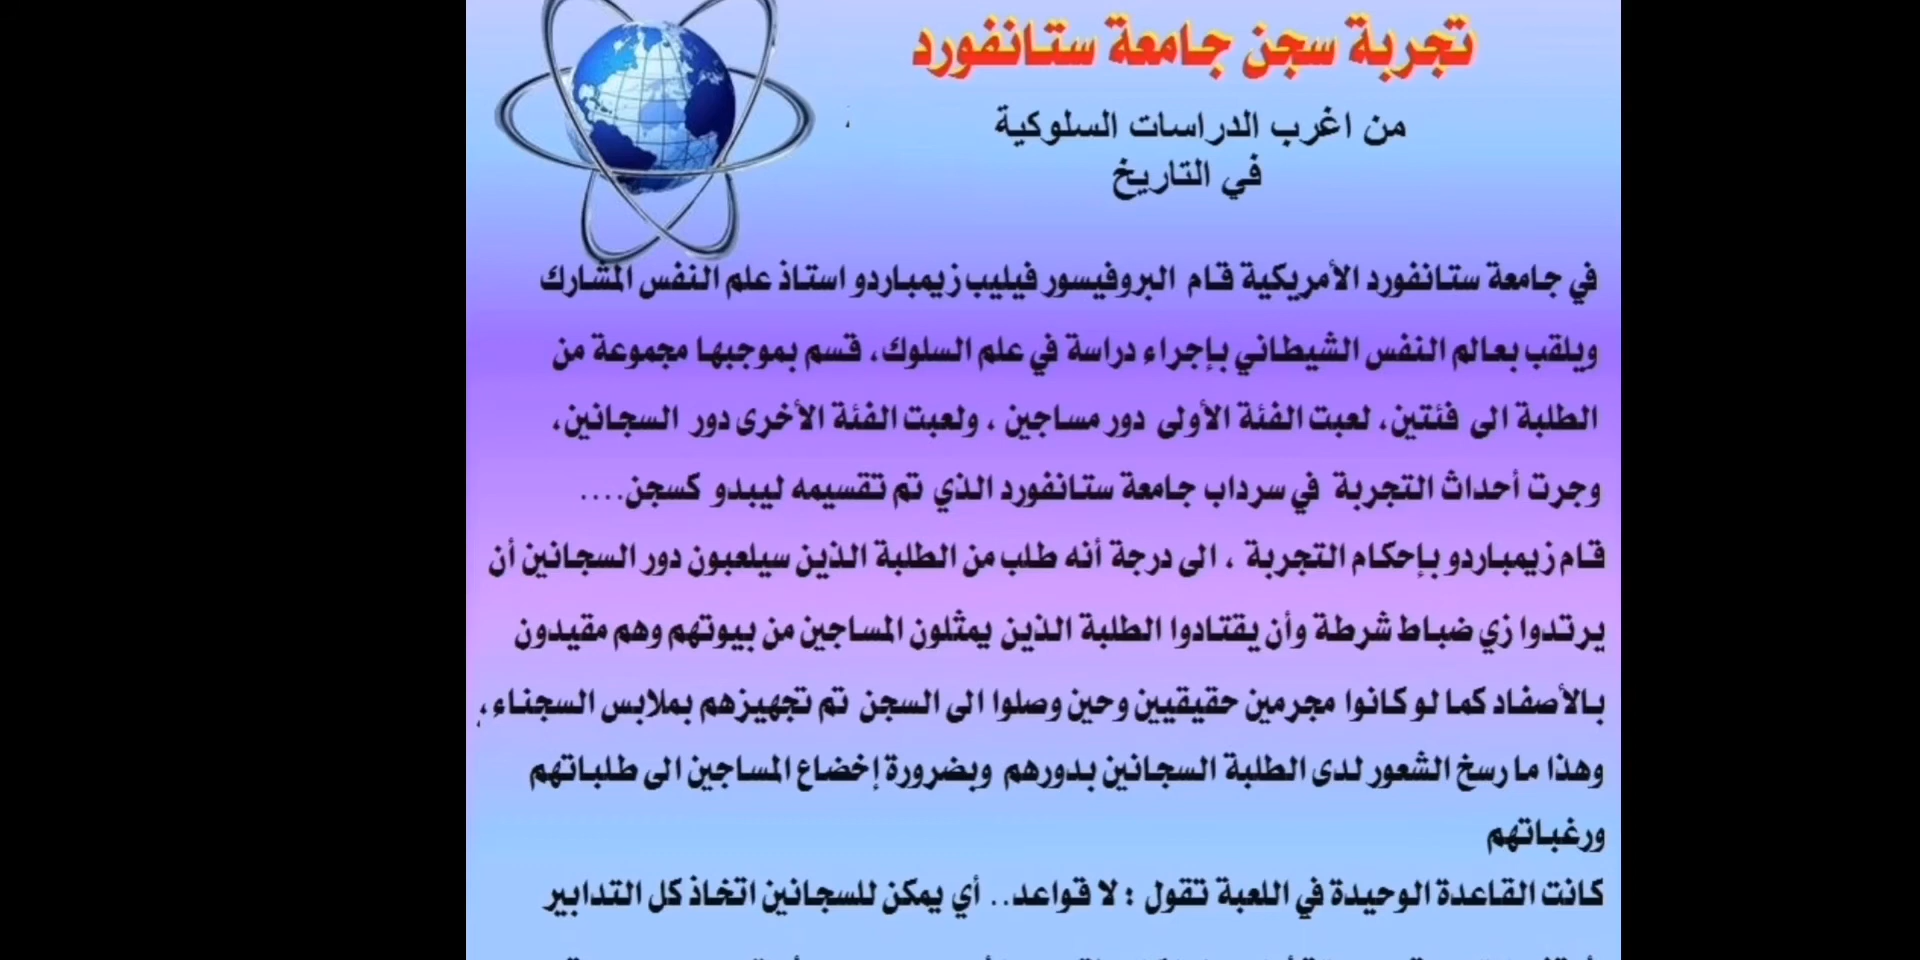 تجربة سجن جامعة ستانفورد
من اغرب الدراسات السلوكية
في التاريخ
في جامعة ستانفورد الأمريكية قام البروفيسور فيليب زيمباردو استاذ علم النفس المشارك
ويلقب بعالم النفس الشيطاني بإجراء دراسة في علم السلوك، قسم بموجبها مجموعة من
الطلبة الى فئتين، لعبت الفئة الأولى دور مساجين ، ولعبت الفئة الأخرى دور السجانين،
وجرت أحداث التجربة في سرداب جامعة ستانفورد الذي تم تقسيمه ليبدو كسجن....
قام زيمباردو بإحكام التجربة ، الى درجة أنه طلب من الطلبة الذين سيلعبون دور السجانين أن
يرتدوا زي ضباط شرطة وأن يقتادوا الطلبة الذين يمثلون المساجين من بيوتهم وهم مقيدون
بالأصفاد كما لو كانوا مجرمين حقيقيين وحين وصلوا الى السجن تم تجهيزهم بملابس السجناء ،
وهذا ما رسخ الشعور لدى الطلبة السجانين بدورهم وبضرورة إخضاع المساجين الى طلباتهم
ورغباتهم
كانت القاعدة الوحيدة في اللعبة تقول : لا قواعد.. أي يمكن للسجانين اتخاذ كل التدابير